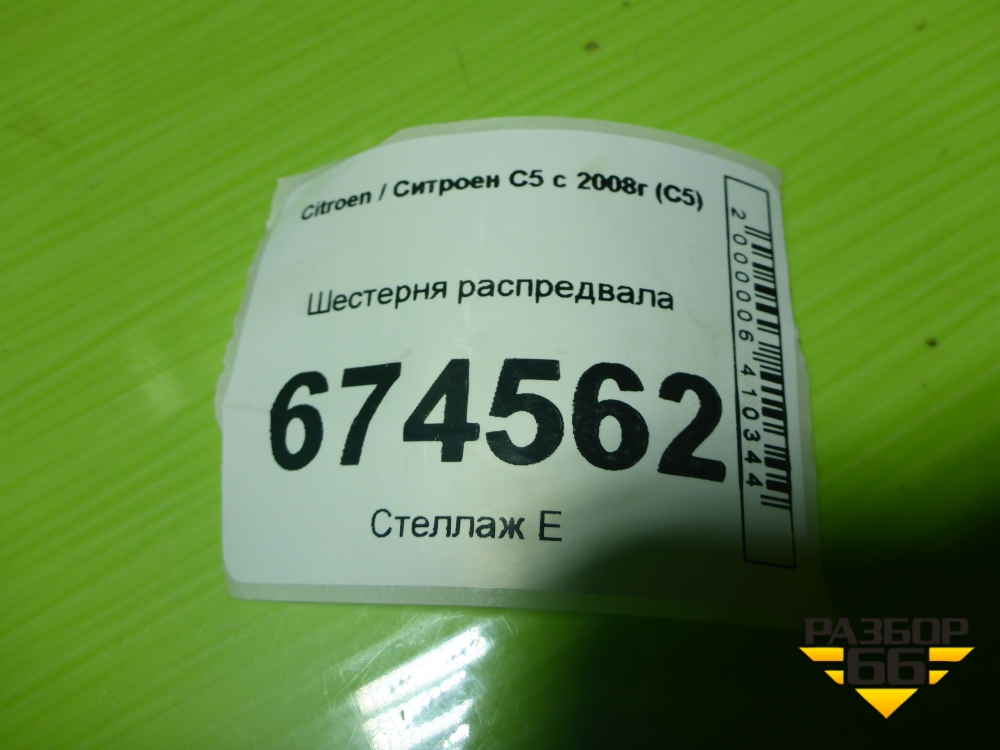 Citroen / Ситроен C5 с 2008г (C5)
Шестерня распредвала
674562
Стеллаж Е
2000006410344
РАЗБОР
66